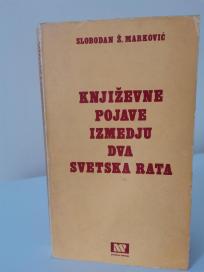 SLOBODAN Ž. MARKOVIĆ
KNJIŽEVNE
POJAVE
IZMEDJU
DVA
SVETSKA RATA